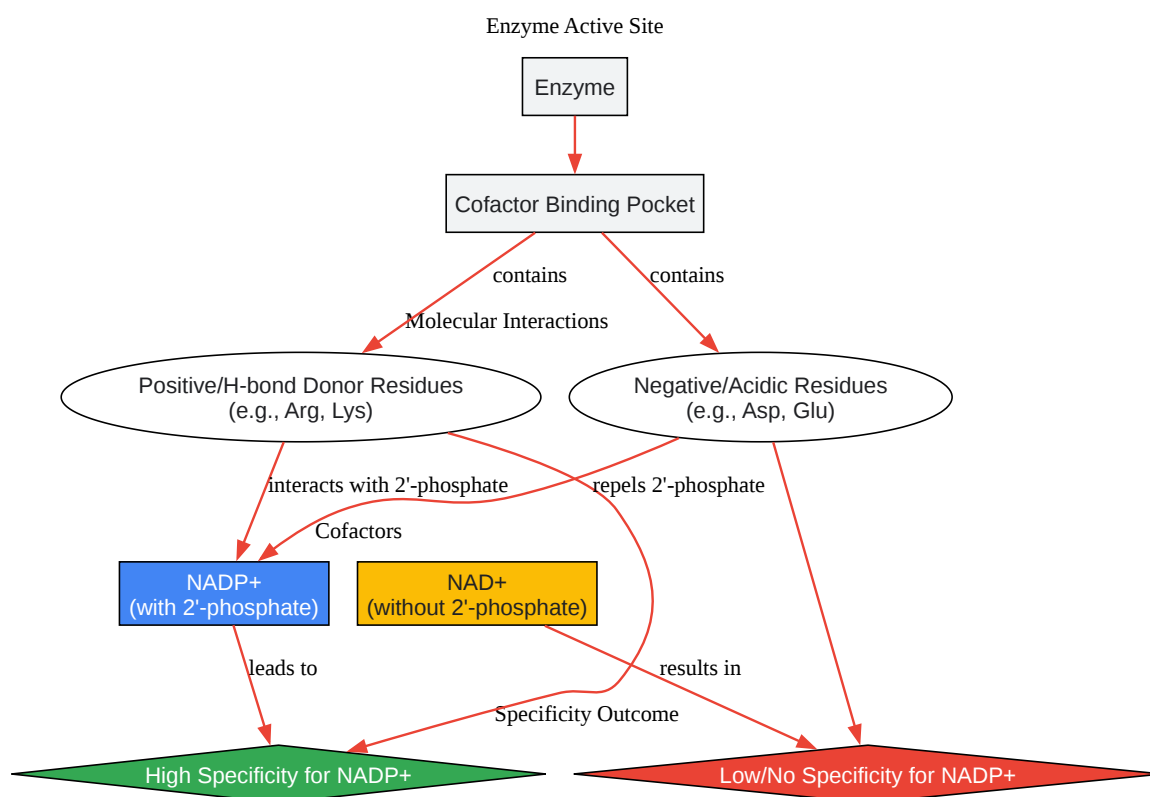 Enzyme Active Site
Enzyme
Cofactor Binding Pocket
contains
contains
Molecular Interactions
Positive/H-bond Donor Residues
(e.g., Arg, Lys)
Negative/Acidic Residues
(e.g., Asp, Glu)
interacts with 2'-phosphate
repels 2'-phosphate
Cofactors
NADP+
(with 2'-phosphate)
NAD+
(without 2'-phosphate)
leads to
results in
Specificity Outcome
High Specificity for NADP+
Low/No Specificity for NADP+